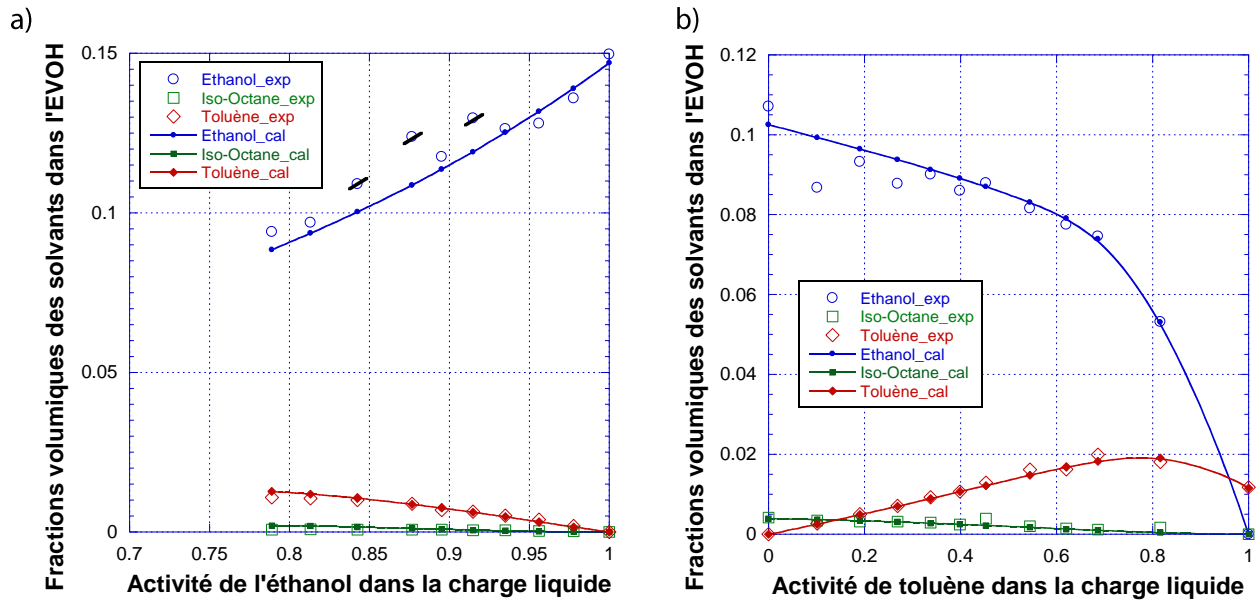 a)
Fractions volumiques des solvants dans l'EVOH
0.15
0.1
0.05
0
Ethanol_exp
Iso-Octane_exp
Toluène_exp
Ethanol_cal
Iso-Octane_cal
Toluène_cal
0.7 0.75 0.8 0.85 0.9 0.95 1
Activité de l'éthanol dans la charge liquide
b)
Fractions volumiques des solvants dans l'EVOH
0.12
0.1
0.08
0.06
0.04
0.02
0
Ethanol_exp
Iso-Octane_exp
Toluène_exp
Ethanol_cal
Iso-Octane_cal
Toluène_cal
0 0.2 0.4 0.6 0.8 1
Activité de toluène dans la charge liquide